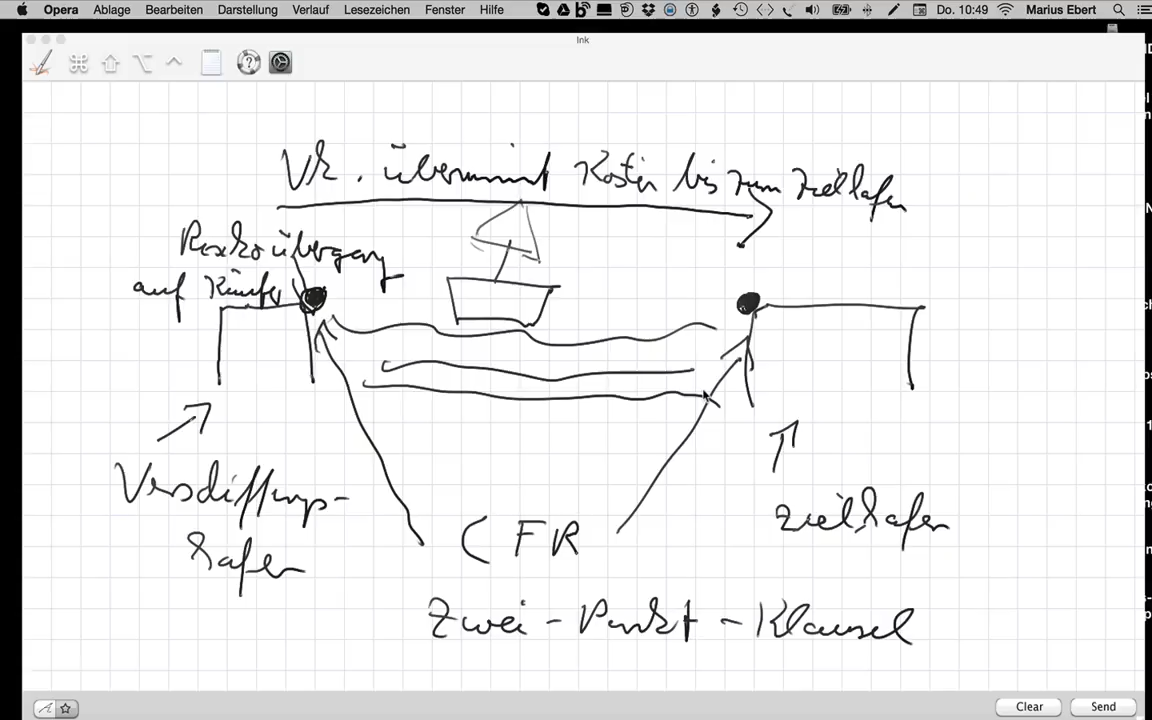 Opera Ablage Bearbeiten Darstellung Verlauf Lesezeichen Fenster Hilfe Do. 10:49 Marius Ebert
Ink
Vk. übernimmt Kosten bis zum Zielhafen
Risikoübergang
auf Käufer
Verschiffungs-
hafen
Zielhafen
CFR
Zwei-Punkt-Klausel
Clear Send